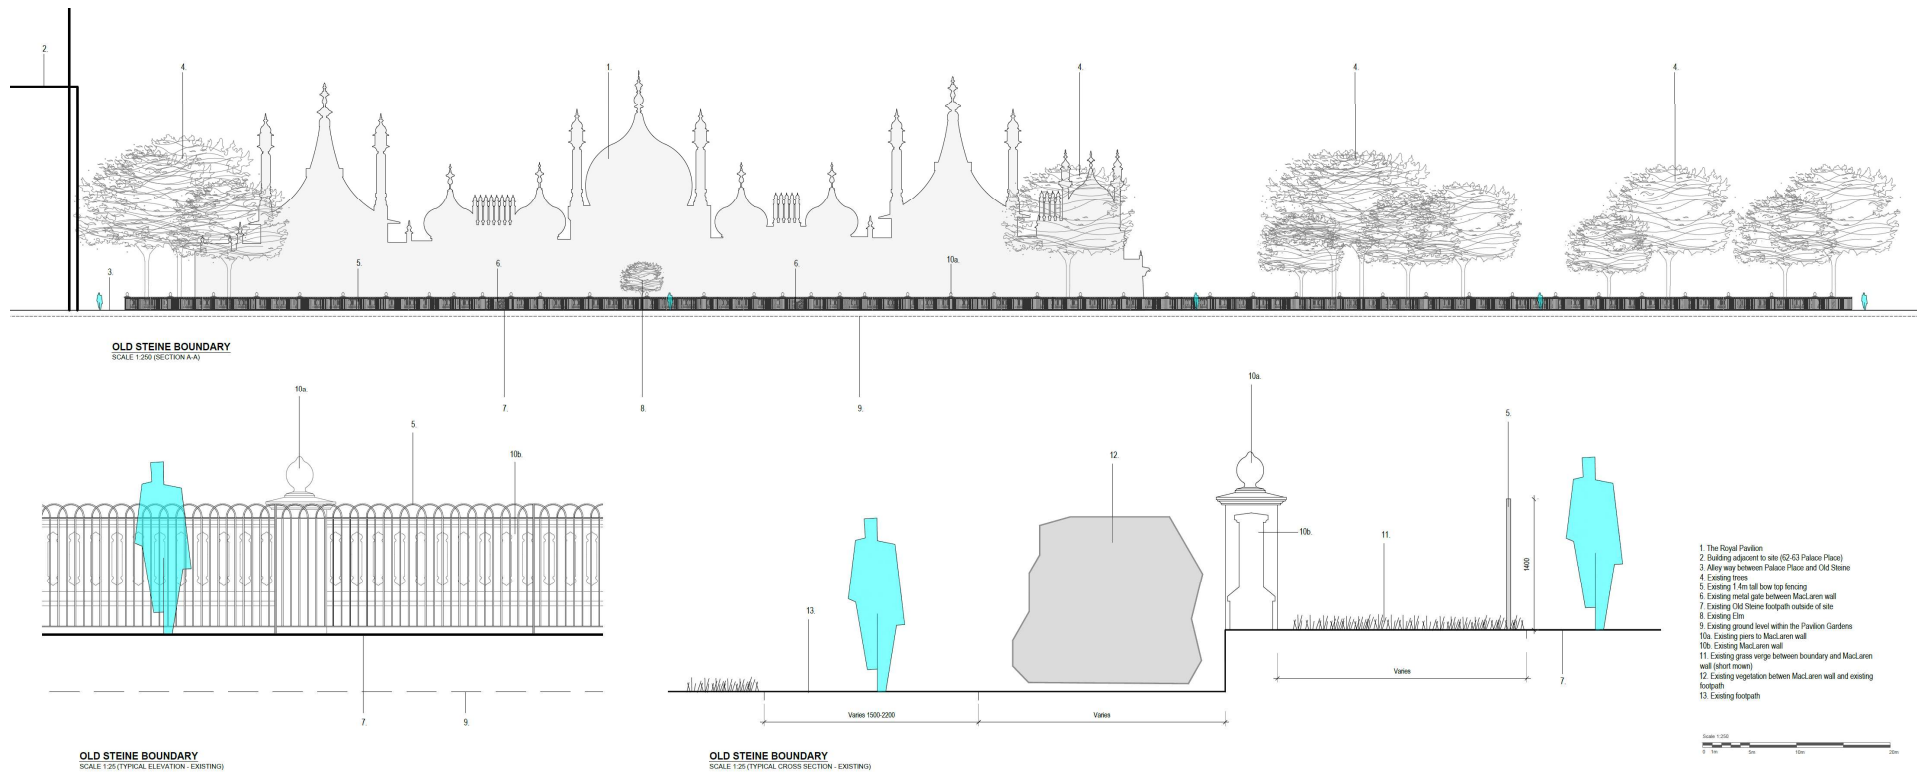 2.
4.
1.
4.
4.
4.
3.
5.
6.
6.
10a.
OLD STEINE BOUNDARY
SCALE 1:250 (SECTION A-A)
7.
8.
9.
10a.
5.
10b.
7.
9.
OLD STEINE BOUNDARY
SCALE 1:25 (TYPICAL ELEVATION - EXISTING)
10a.
5.
12.
10b.
11.
1400
13.
Varies
7.
Varies 1500-2200
Varies
OLD STEINE BOUNDARY
SCALE 1:25 (TYPICAL CROSS SECTION - EXISTING)
1. The Royal Pavilion
2. Building adjacent to site (62-63 Palace Place)
3. Alley way between Palace Place and Old Steine
4. Existing trees
5. Existing 1.4m tall bow top fencing
6. Existing metal gate between MacLaren wall
7. Existing Old Steine footpath outside of site
8. Existing Elm
9. Existing ground level within the Pavilion Gardens
10a. Existing piers to MacLaren wall
10b. Existing MacLaren wall
11. Existing grass verge between boundary and MacLaren
wall (short mown)
12. Existing vegetation betwen MacLaren wall and existing
footpath
13. Existing footpath
Scale 1:250
0 1m 5m 10m 20m